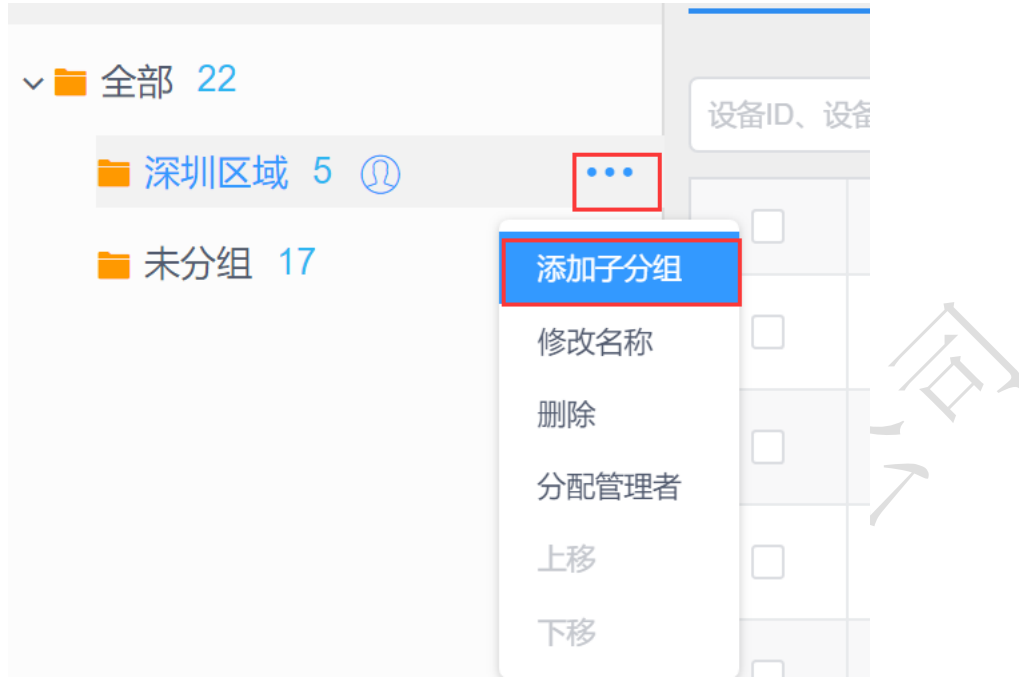 全部 22
设备ID、设备
深圳区域 5
•••
未分组 17
添加子分组
修改名称
删除
分配管理者
上移
下移
司